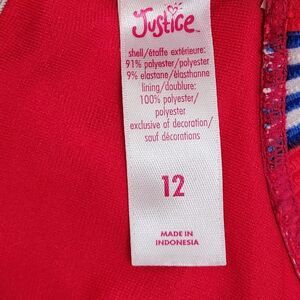 Justice
shell/étoffe extérieure:
91% polyester/polyester
9% elastane/élasthanne
lining/doublure:
100% polyester/
polyester
exclusive of decoration/
sauf décorations
12
MADE IN
INDONESIA